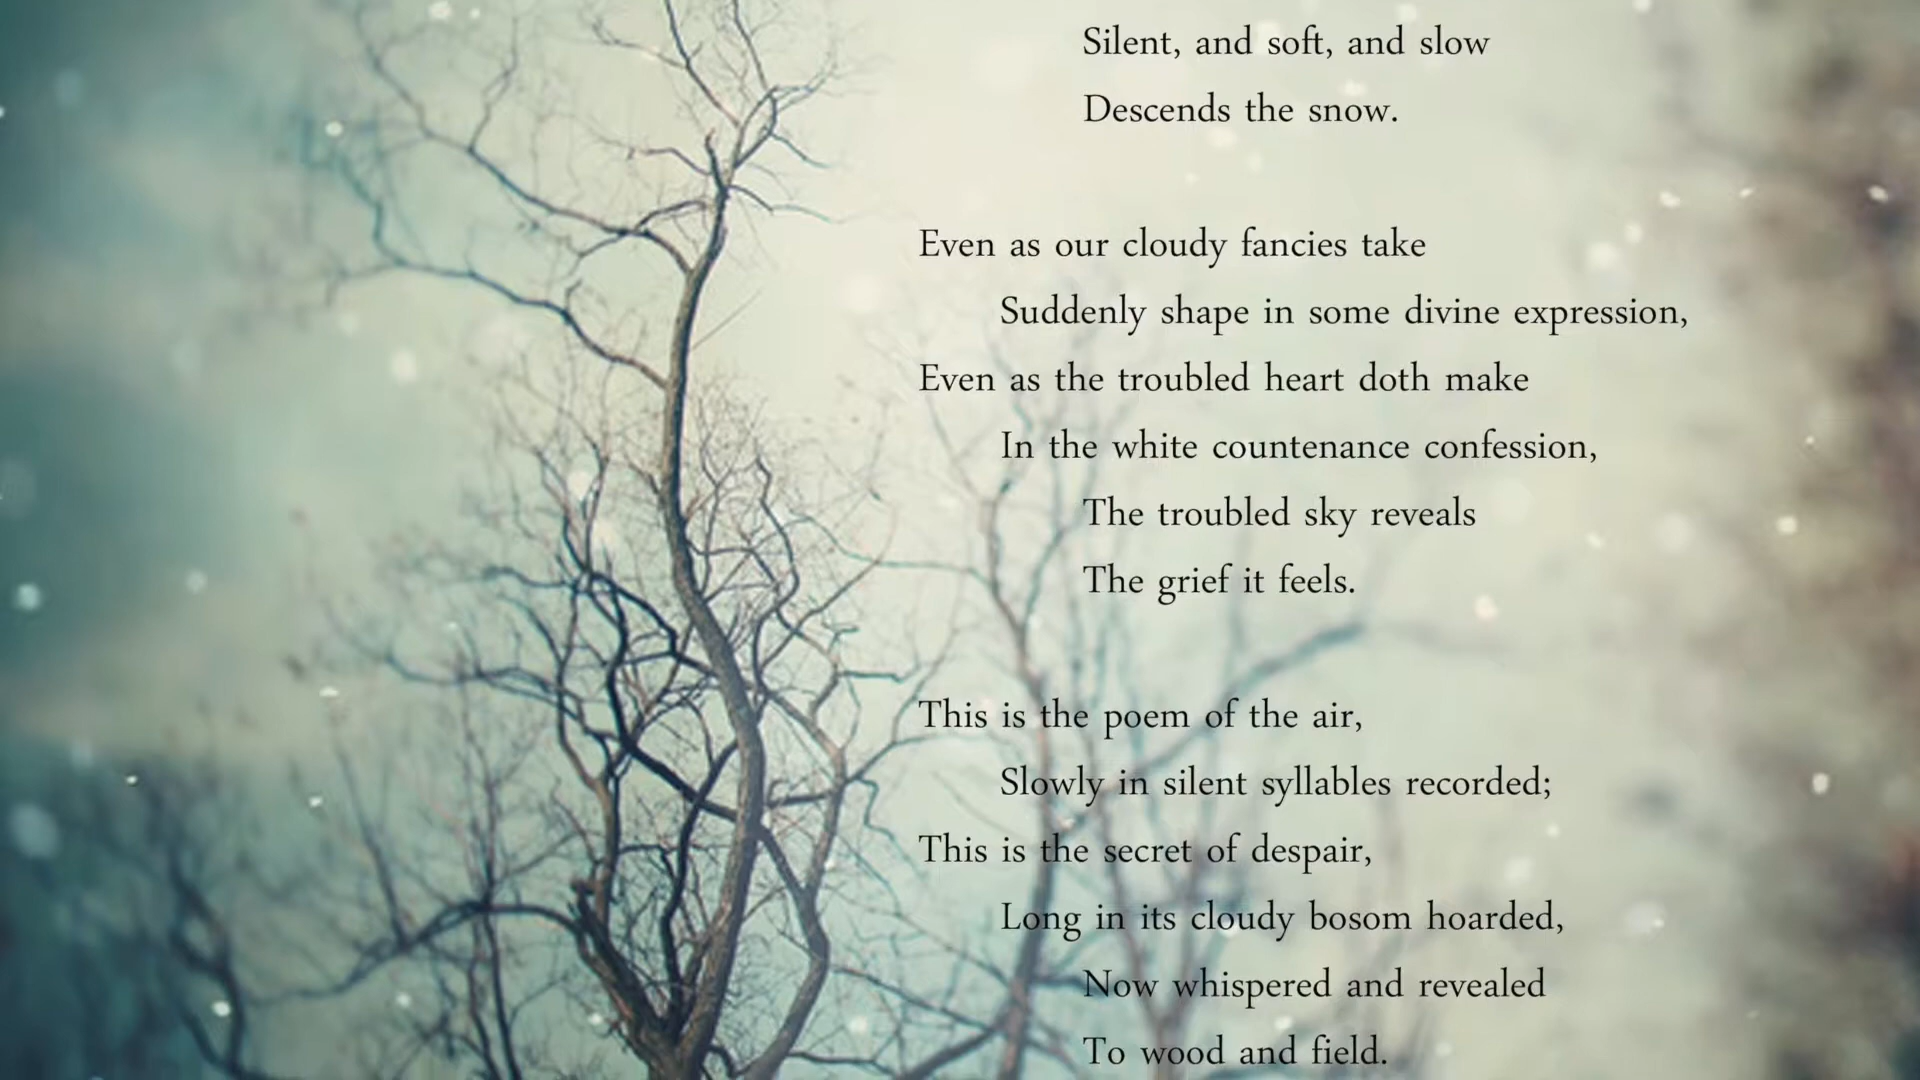 Silent, and soft, and slow
Descends the snow.
Even as our cloudy fancies take
Suddenly shape in some divine expression,
Even as the troubled heart doth make
In the white countenance confession,
The troubled sky reveals
The grief it feels.
This is the poem of the air,
Slowly in silent syllables recorded;
This is the secret of despair,
Long in its cloudy bosom hoarded,
Now whispered and revealed
To wood and field.